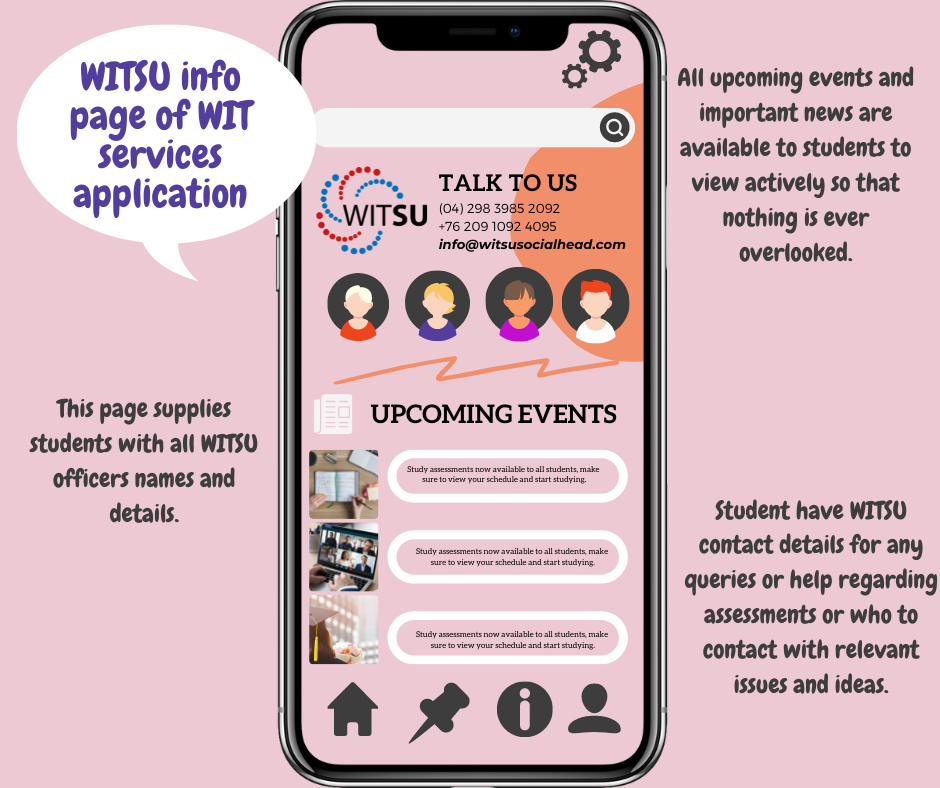 WITSU info
page of WIT
services
application
All upcoming events and
important news are
available to students to
view actively so that
nothing is ever
overlooked.
WITSU
TALK TO US
(04) 298 3985 2092
+76 209 1092 4095
info@witsusocialhead.com
This page supplies
students with all WITSU
officers names and
details.
UPCOMING EVENTS
Study assessments now available to all students, make
sure to view your schedule and start studying.
Study assessments now available to all students, make
sure to view your schedule and start studying.
Study assessments now available to all students, make
sure to view your schedule and start studying.
Student have WITSU
contact details for any
queries or help regarding
assessments or who to
contact with relevant
issues and ideas.